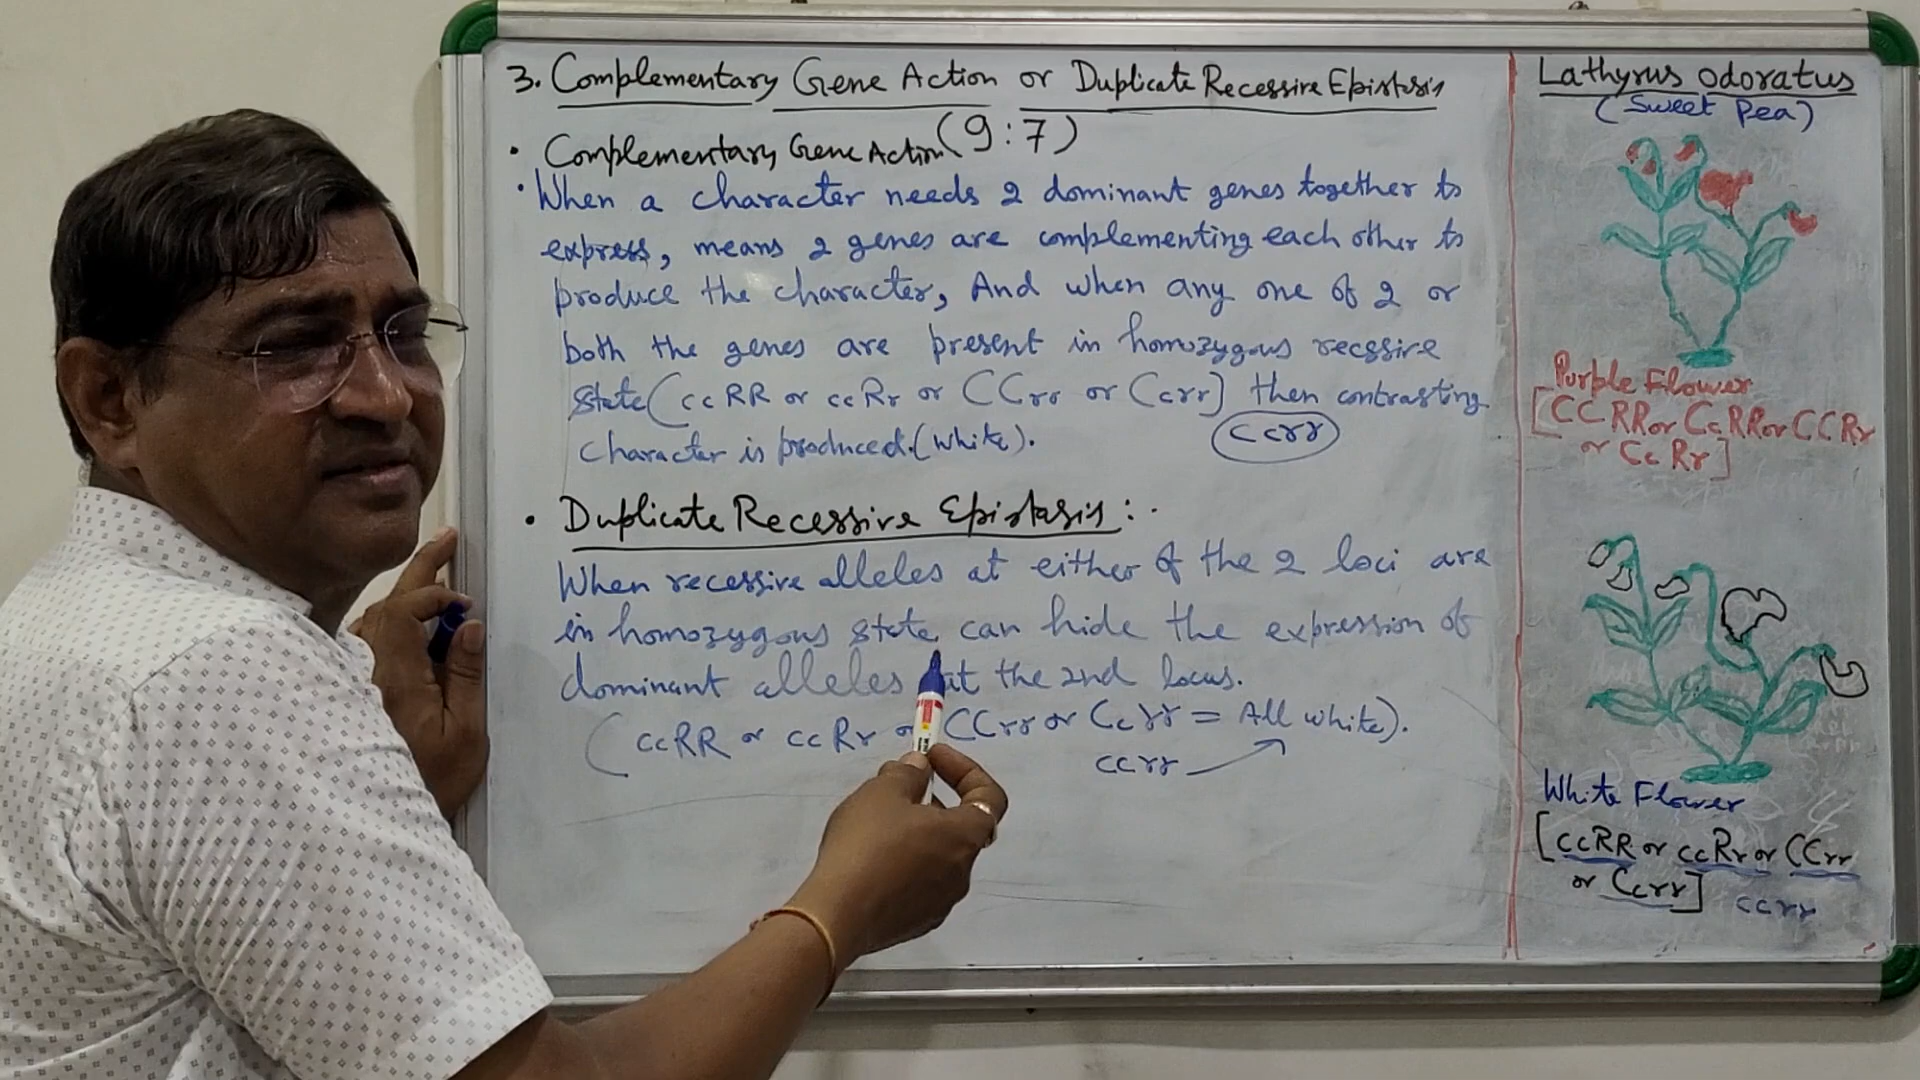 3. Complementary Gene Action or Duplicate Recessive Epistasis
• Complementary Gene Action (9:7)
• When a character needs 2 dominant genes together to
express, means 2 genes are complementing each other to
produce the character, And when any one of 2 or
both the genes are present in homozygous recssive
state (ccRR or ccRr or CCrr or Ccrr] then contrasting
character is produced. (white).
ccrr
• Duplicate Recessive Epistasis:-
When recessive alleles at either of the 2 loci are
in homozygous state can hide the expression of
dominant alleles at the 2nd locus.
(ccRR or ccRr or CCrr or Ccrr = All white).
ccrr
Lathyrus odoratus
(Sweet Pea)
Purple Flower
[CCRR or CcRR or CCRr
or CcRr]
White Flower
[ccRR or ccRr or CCrr
or Ccrr] ccrr